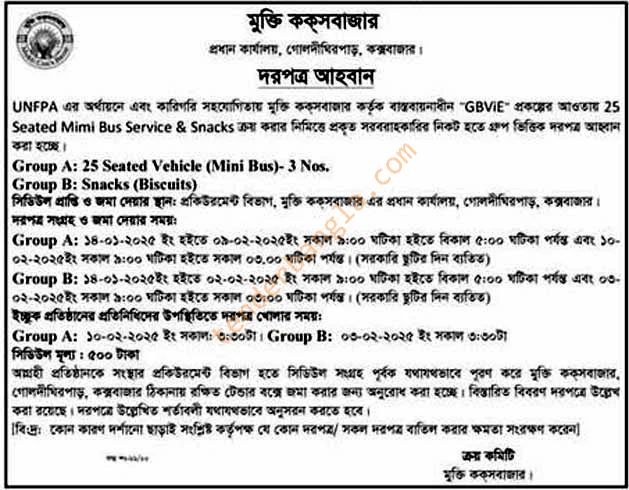 মুক্তি কক্সবাজার
প্রধান কার্যালয়, গোলদীঘিরপাড়, কক্সবাজার।
দরপত্র আহবান
UNFPA এর অর্থায়নে এবং কারিগরি সহযোগিতায় মুক্তি কক্সবাজার কর্তৃক বাস্তবায়নাধীন "GBViE" প্রকল্পের আওতায় 25
Seated Mimi Bus Service & Snacks ক্রয় করার নিমিত্তে প্রকৃত সরবরাহকারির নিকট হতে গ্রুপ ভিত্তিক দরপত্র আহবান
করা হচ্ছে।
Group A: 25 Seated Vehicle (Mini Bus)- 3 Nos.
Group B: Snacks (Biscuits)
সিডিউল প্রাপ্তি ও জমা দেয়ার স্থান: প্রকিউরমেন্ট বিভাগ, মুক্তি কক্সবাজার এর প্রধান কার্যালয়, গোলদীঘিরপাড়, কক্সবাজার।
দরপত্র সংগ্রহ ও জমা দেয়ার সময়:
Group A: ১৪-০১-২০২৫ ইং হইতে ০৯-০২-২০২৫ইং সকাল ৯:০০ ঘটিকা হইতে বিকাল ৫:০০ ঘটিকা পর্যন্ত এবং ১০-
০২-২০২৫ইং সকাল ৯:০০ ঘটিকা হইতে সকাল ০৩.০০ ঘটিকা পর্যন্ত। (সরকারি ছুটির দিন ব্যতিত)
Group B: ১৪-০১-২০২৫ ইং হইতে ০২-০২-২০২৫ইং সকাল ৯:০০ ঘটিকা হইতে বিকাল ৫:০০ ঘটিকা পর্যন্ত এবং ০৩-
০২-২০২৫ইং সকাল ৯:০০ ঘটিকা হইতে সকাল ০৩:০০ ঘটিকা পর্যন্ত। (সরকারি ছুটির দিন ব্যতিত)
ইচ্ছুক প্রতিষ্ঠানের প্রতিনিধিদের উপস্থিতিতে দরপত্র খোলার সময়:
Group A: ১০-০২-২০২৫ ইং সকাল: ৩:৩০টা। Group B: ০৩-০২-২০২৫ ইং সকাল ৩:৩০টা
সিডিউল মূল্য : ৫০০ টাকা
আগ্রহী প্রতিষ্ঠানকে সংস্থার প্রকিউরমেন্ট বিভাগ হতে সিডিউল সংগ্রহ পূর্বক যথাযথভাবে পূরণ করে মুক্তি কক্সবাজার,
গোলদীঘিরপাড়, কক্সবাজার ঠিকানায় রক্ষিত টেন্ডার বক্সে জমা করার জন্য অনুরোধ করা হচ্ছে। বিস্তারিত বিবরণ দরপত্রে উল্লেখ
করা রয়েছে। দরপত্রে উল্লেখিত শর্তাবলী যথাযথভাবে অনুসরন করতে হবে।
[বি:দ্র: কোন কারণ দর্শানো ছাড়াই সংশ্লিষ্ট কর্তৃপক্ষ যে কোন দরপত্র/ সকল দরপত্র বাতিল করার ক্ষমতা সংরক্ষণ করেন]
ক্রয় কমিটি
মুক্তি কক্সবাজার।
tenderbangla.com